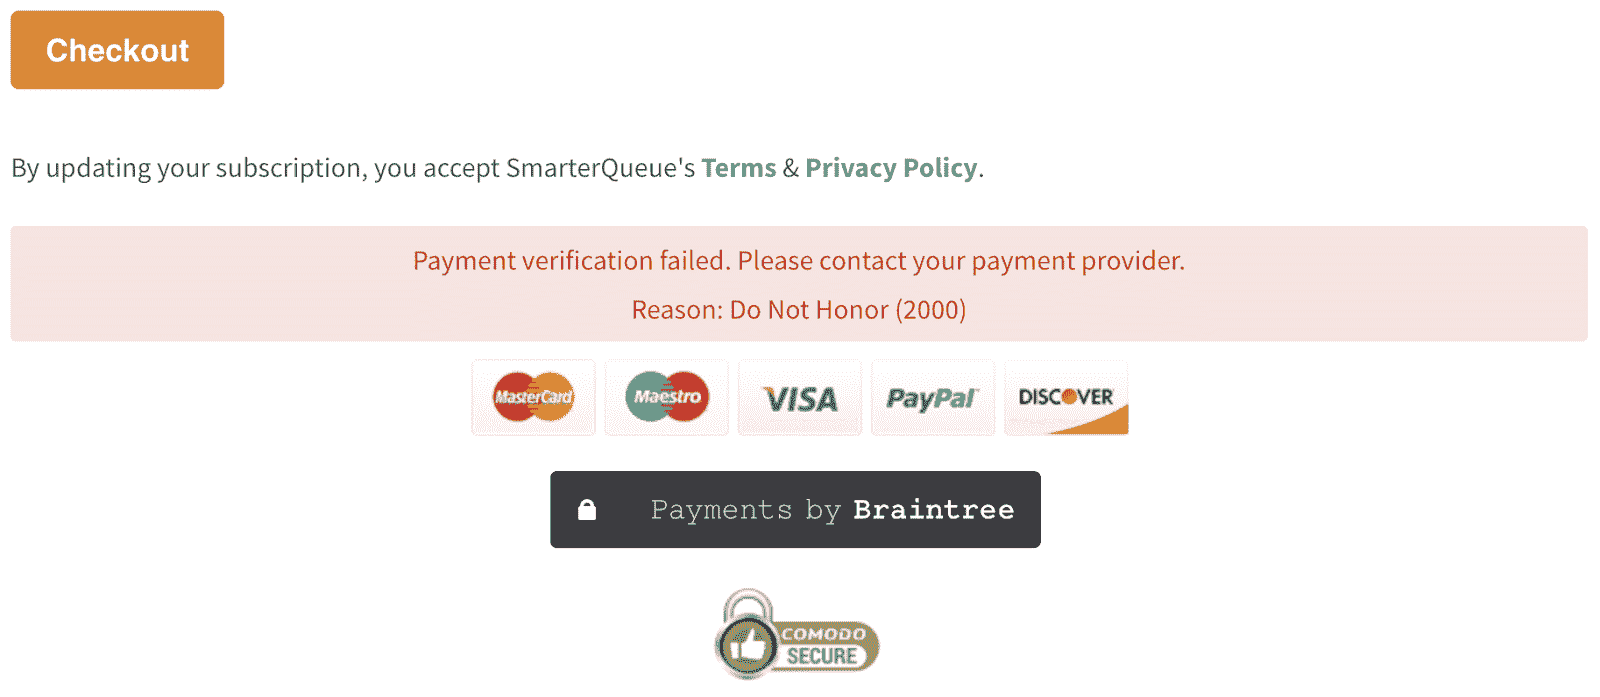 Checkout
By updating your subscription, you accept SmarterQueue's Terms & Privacy Policy.
Payment verification failed. Please contact your payment provider.
Reason: Do Not Honor (2000)
MasterCard Maestro VISA PayPal DISCOVER
Payments by Braintree
COMODO
SECURE